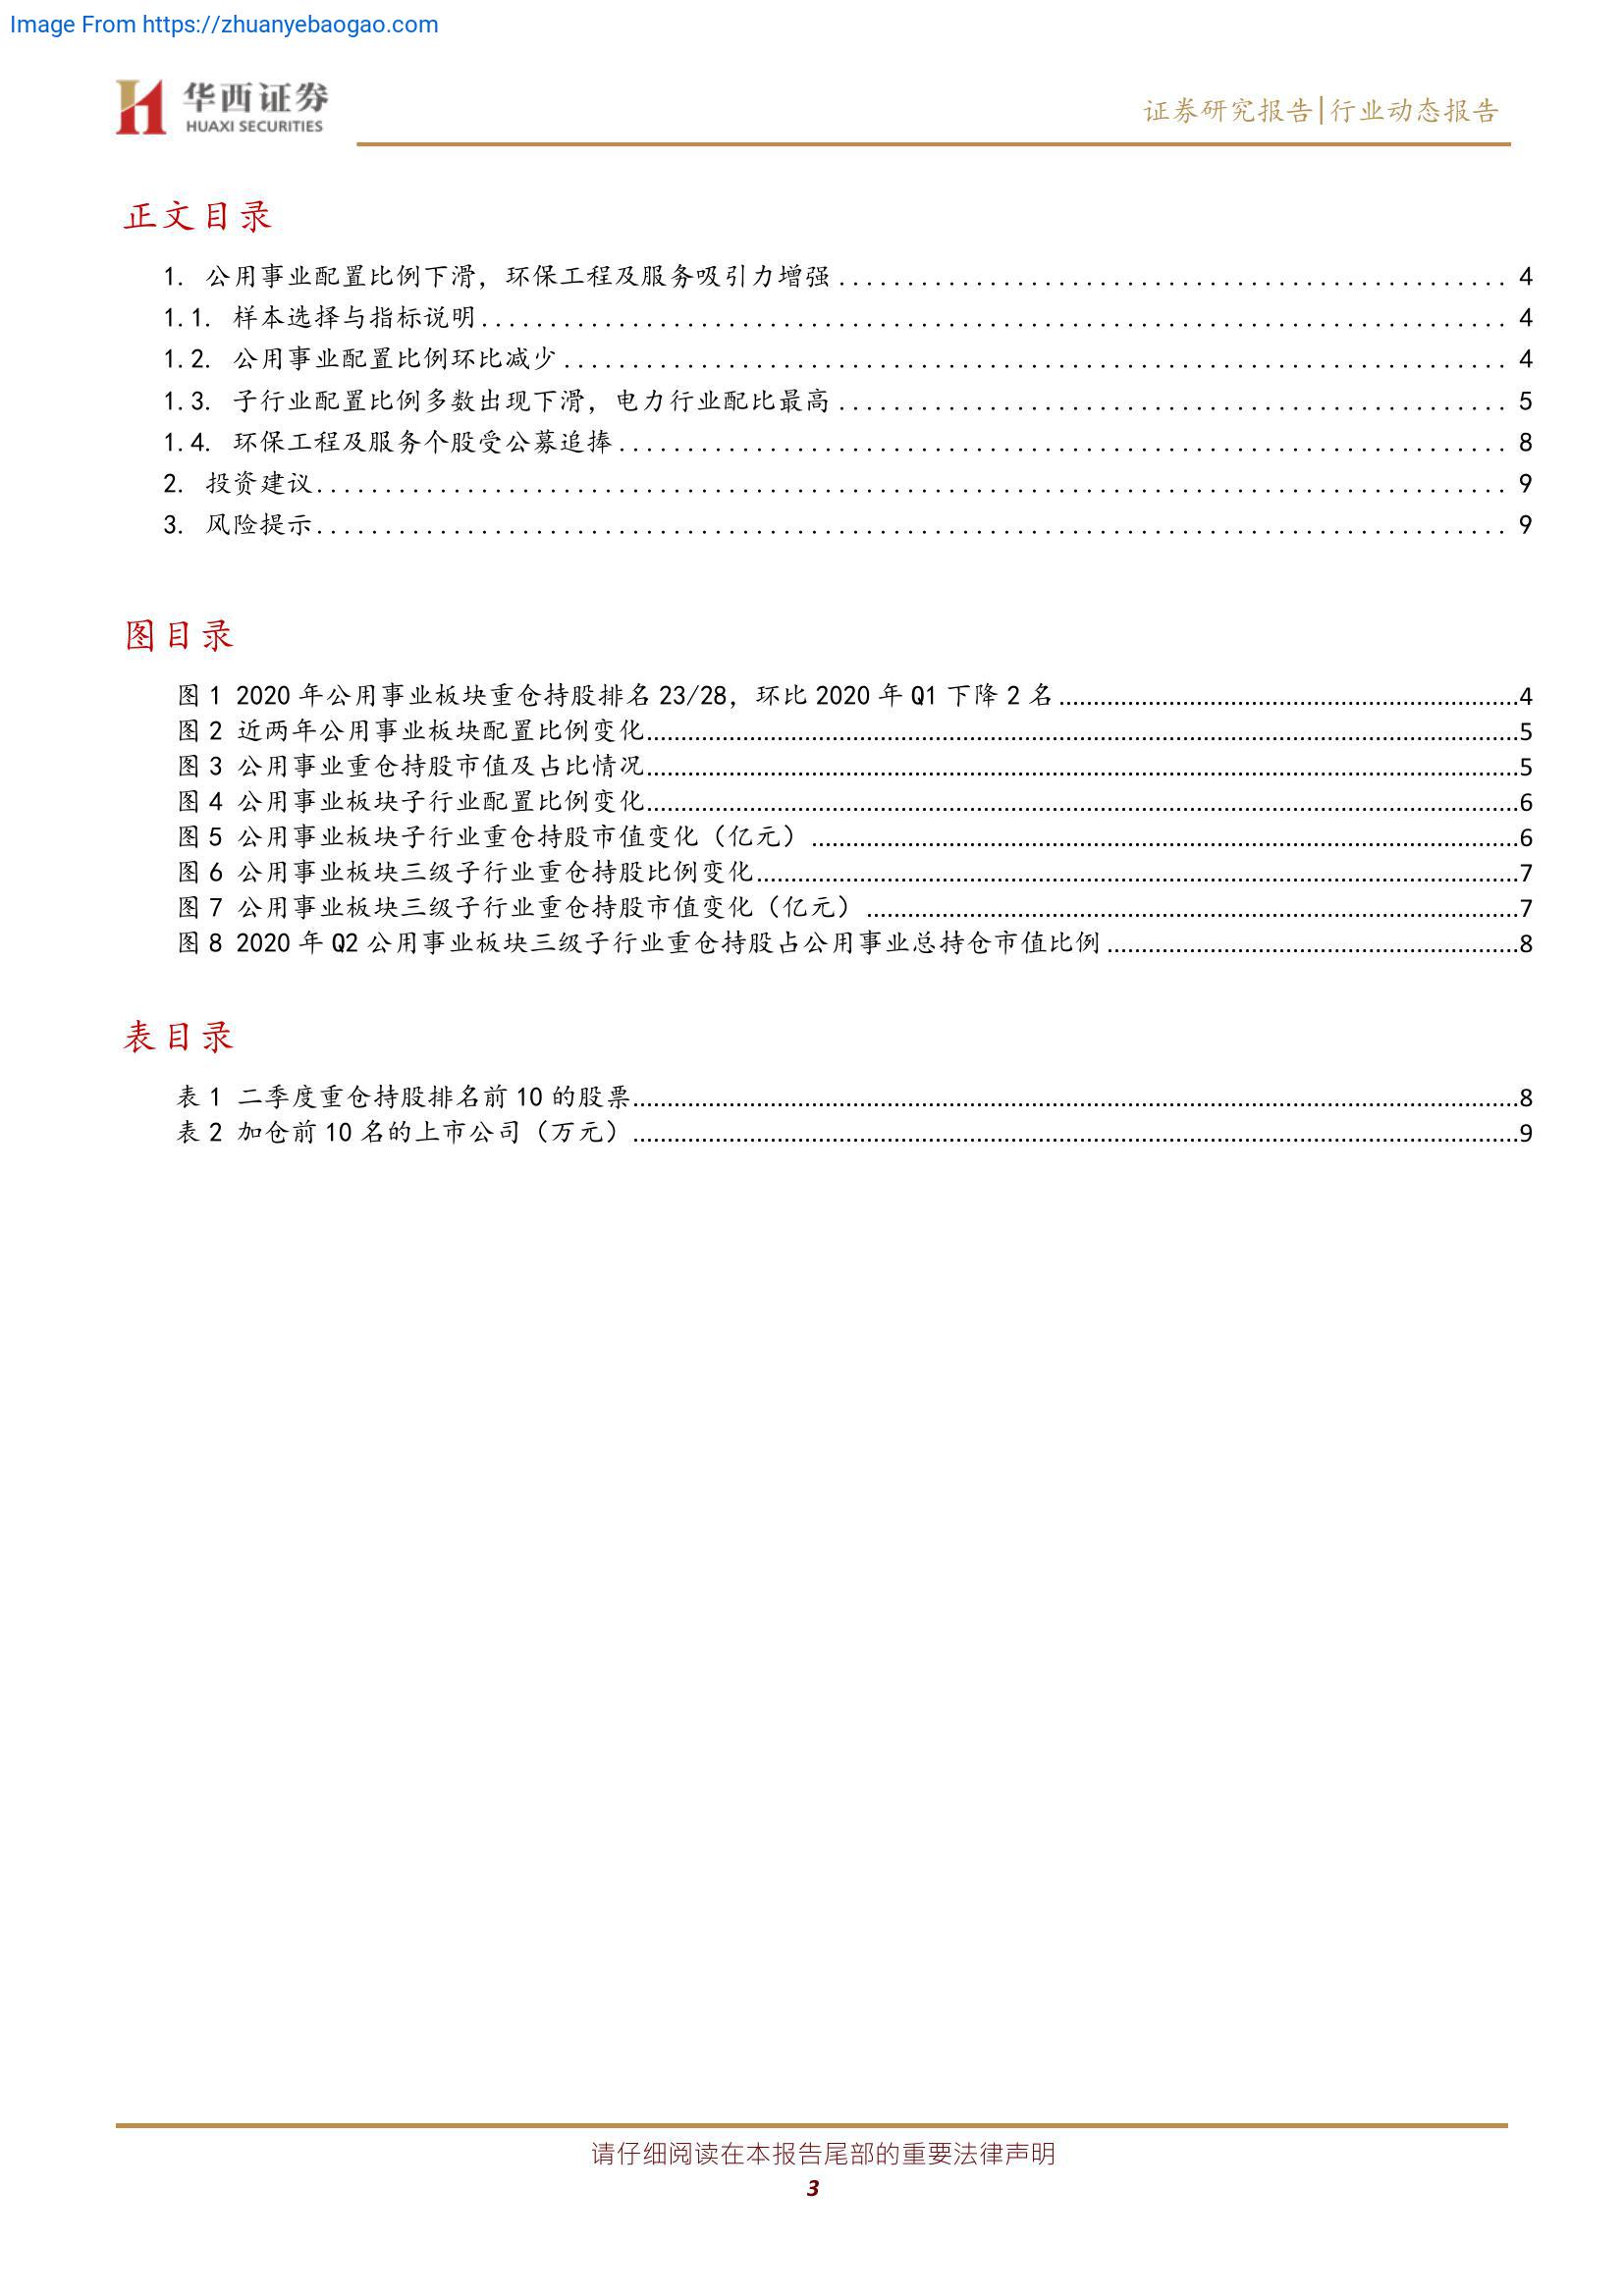 Image From https://zhuanyebaogao.com
华西证券
HUAXI SECURITIES
证券研究报告|行业动态报告
正文目录
1. 公用事业配置比例下滑，环保工程及服务吸引力增强 ................................................ 4
1.1. 样本选择与指标说明 ................................................ 4
1.2. 公用事业配置比例环比减少 ................................................ 4
1.3. 子行业配置比例多数出现下滑，电力行业配比最高 ................................................ 5
1.4. 环保工程及服务个股受公募追捧 ................................................ 8
2. 投资建议 ................................................ 9
3. 风险提示 ................................................ 9
图目录
图 1 2020 年公用事业板块重仓持股排名 23/28，环比 2020 年 Q1 下降 2 名 ................................................ 4
图 2 近两年公用事业板块配置比例变化 ................................................ 5
图 3 公用事业重仓持股市值及占比情况 ................................................ 5
图 4 公用事业板块子行业配置比例变化 ................................................ 6
图 5 公用事业板块子行业重仓持股市值变化（亿元） ................................................ 6
图 6 公用事业板块三级子行业重仓持股比例变化 ................................................ 7
图 7 公用事业板块三级子行业重仓持股市值变化（亿元） ................................................ 7
图 8 2020 年 Q2 公用事业板块三级子行业重仓持股占公用事业总持仓市值比例 ................................................ 8
表目录
表 1 二季度重仓持股排名前 10 的股票 ................................................ 8
表 2 加仓前 10 名的上市公司（万元） ................................................ 9
请仔细阅读在本报告尾部的重要法律声明
3